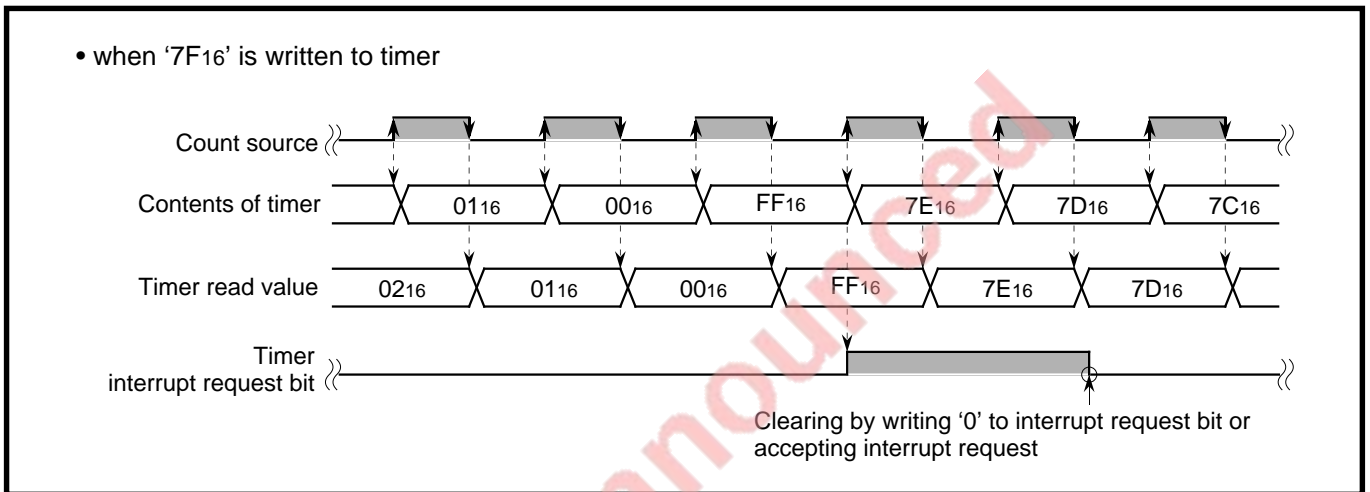 • when ‘7F16’ is written to timer
Count source
Contents of timer
0116 0016 FF16 7E16 7D16 7C16
Timer read value
0216 0116 0016 FF16 7E16 7D16
Timer
interrupt request bit
Clearing by writing ‘0’ to interrupt request bit or
accepting interrupt request
nounced